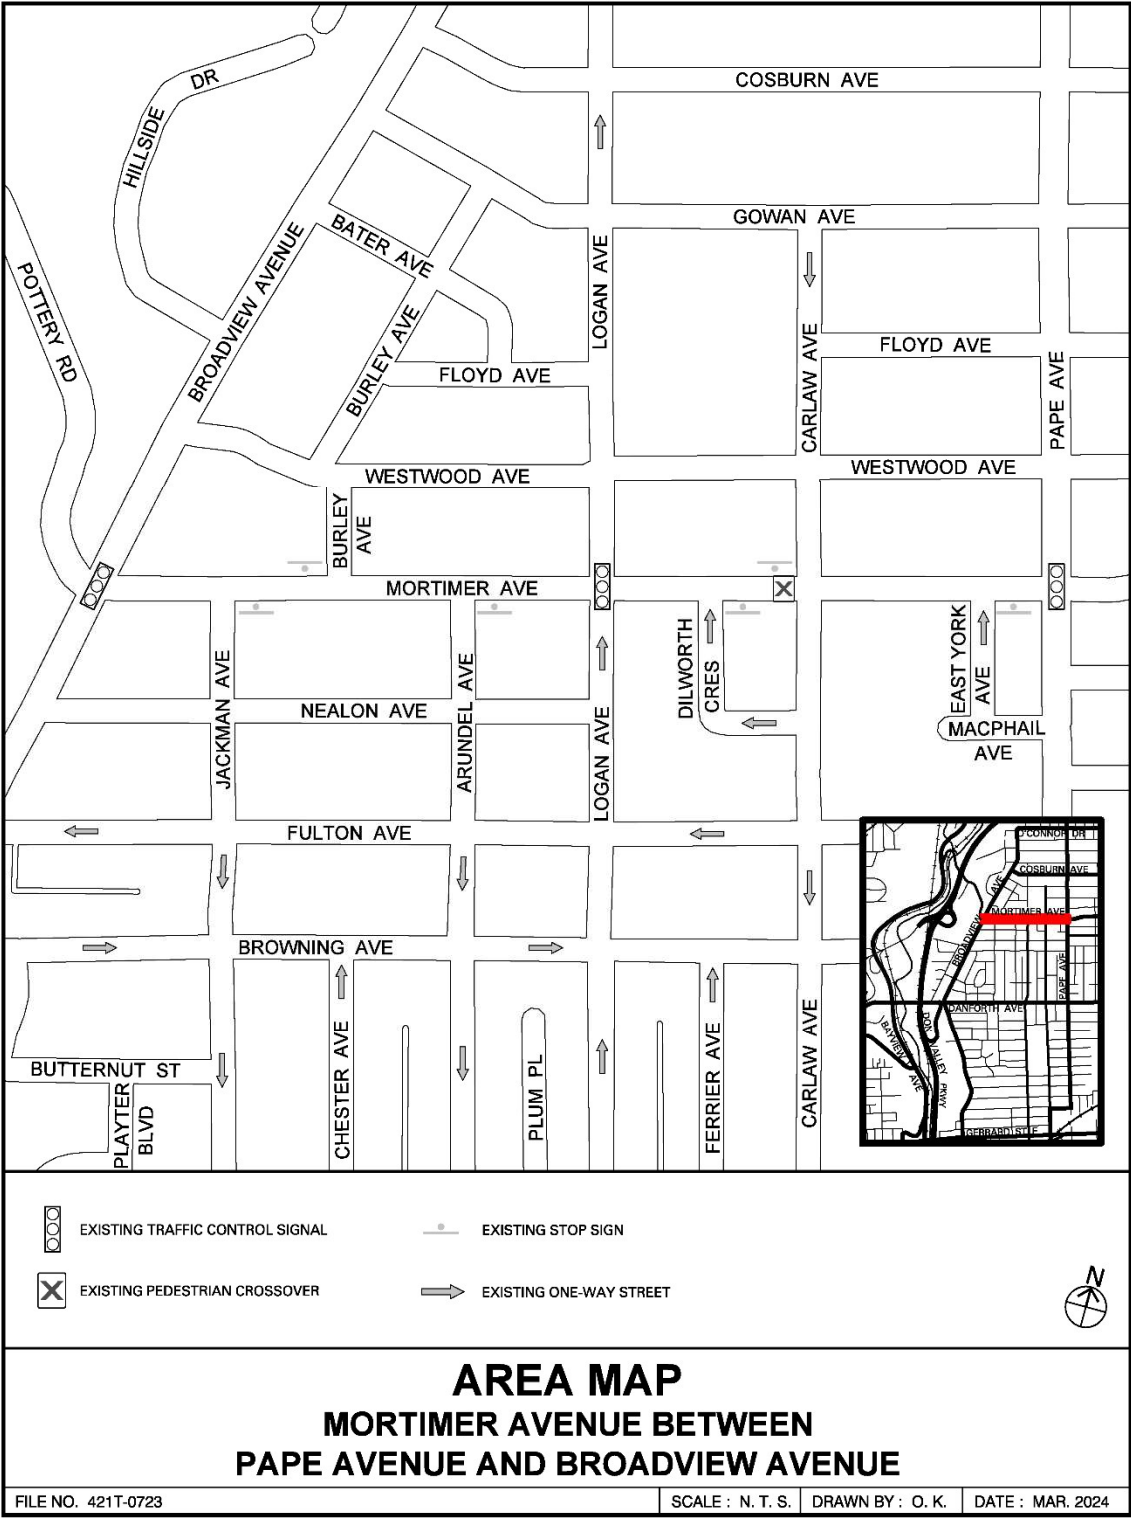 HILLSIDE DR
COSBURN AVE
GOWAN AVE
BATER AVE
BROADVIEW AVENUE
LOGAN AVE
POTTERY RD
BURLEY AVE
CARLAW AVE
FLOYD AVE
PAPE AVE
FLOYD AVE
WESTWOOD AVE
WESTWOOD AVE
BURLEY
AVE
MORTIMER AVE
JACKMAN AVE
ARUNDEL AVE
DILWORTH
CRES
EAST YORK
AVE
NEALON AVE
LOGAN AVE
MACPHAIL
AVE
FULTON AVE
BROWNING AVE
BUTTERNUT ST
PLAYTER
BLVD
CHESTER AVE
PLUM PL
FERRIER AVE
CARLAW AVE
O'CONNOR DR
COSBURN AVE
MORTIMER AVE
BROADVIEW AVE
PAPE AVE
DANFORTH AVE
BAYVIEW AVE
DON VALLEY PKWY
GERRARD ST E
EXISTING TRAFFIC CONTROL SIGNAL
EXISTING STOP SIGN
EXISTING PEDESTRIAN CROSSOVER
EXISTING ONE-WAY STREET
N
AREA MAP
MORTIMER AVENUE BETWEEN
PAPE AVENUE AND BROADVIEW AVENUE
FILE NO. 421T-0723
SCALE : N. T. S.
DRAWN BY : O. K.
DATE : MAR. 2024